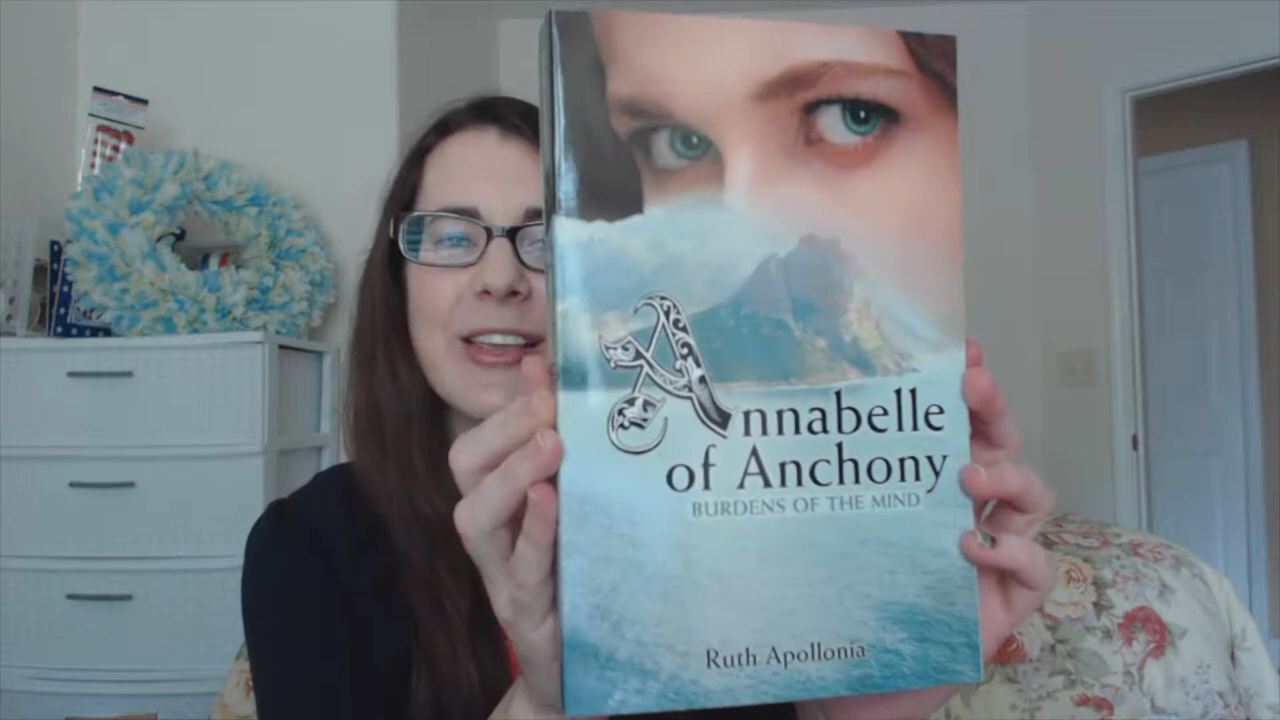 Annabelle
of Anchony
BURDENS OF THE MIND
Ruth Apollonia